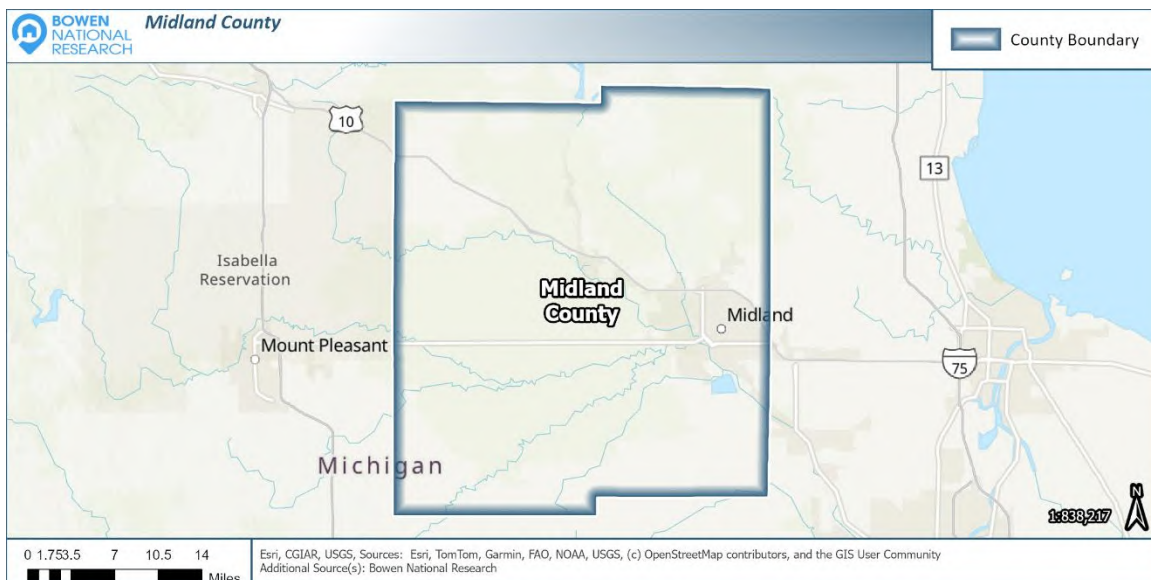 BOWEN
NATIONAL
RESEARCH
Midland County
County Boundary
10
13
Isabella
Reservation
Midland
County
Midland
Mount Pleasant
75
Michigan
N
1:838,217
0 1.753.5 7 10.5 14
Miles
Esri, CGIAR, USGS, Sources: Esri, TomTom, Garmin, FAO, NOAA, USGS, (c) OpenStreetMap contributors, and the GIS User Community
Additional Source(s): Bowen National Research